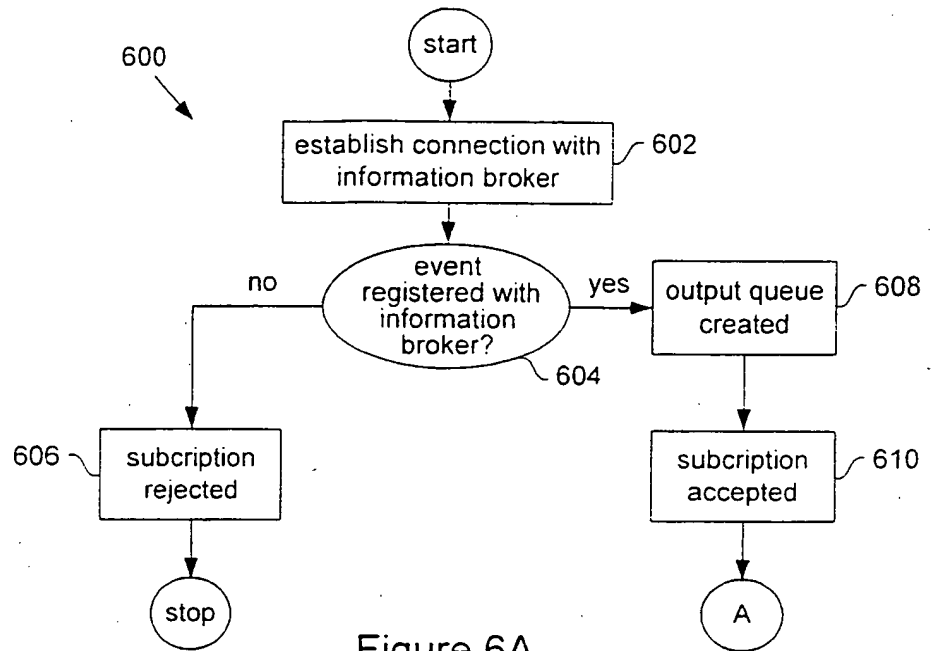 start
600
establish connection with
information broker
602
event
registered with
information
broker?
604
no
yes
output queue
created
608
606
subcription
rejected
subcription
accepted
610
stop
A
Figure 6A